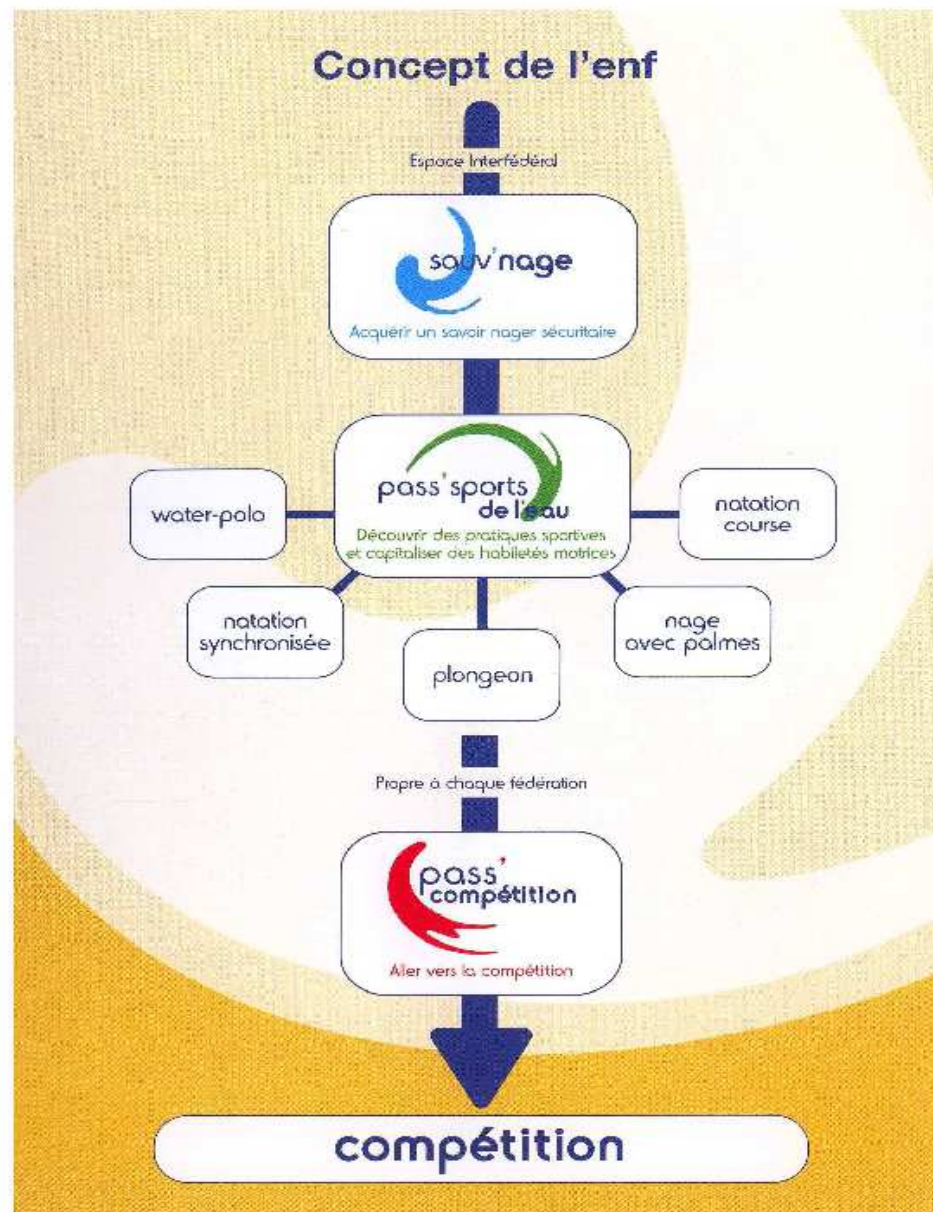 Concept de l'enf
Espace Interfédéral
sauv'nage
Acquérir un savoir nager sécuritaire
pass'sports
de l'eau
Découvrir des pratiques sportives
et capitaliser des habiletés motrices
water-polo
natation
course
natation
synchronisée
nage
avec palmes
plongeon
Propre à chaque fédération
pass'
compétition
Aller vers la compétition
compétition